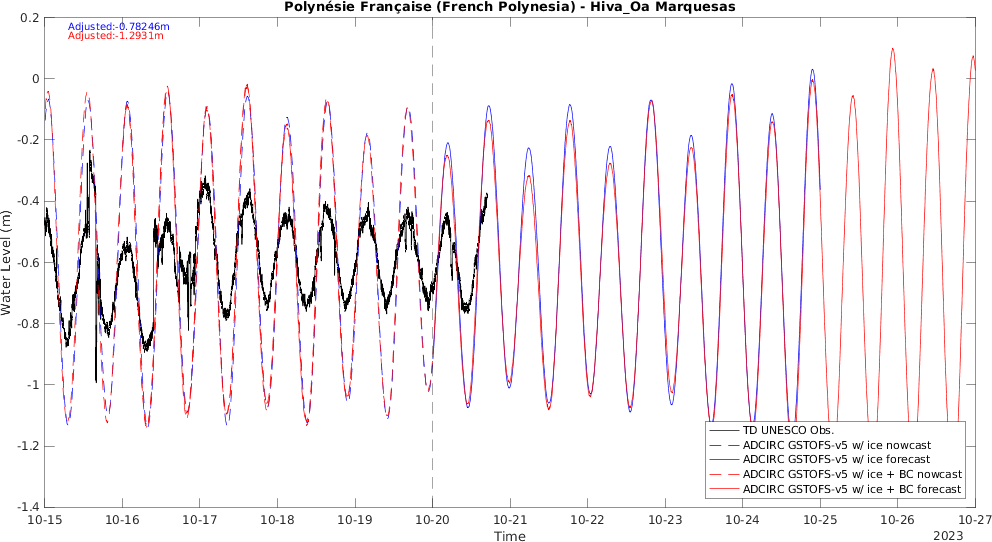 Polynésie Française (French Polynesia) - Hiva_Oa Marquesas
Adjusted:-0.78246m
Adjusted:-1.2931m
0.2
0
-0.2
-0.4
-0.6
-0.8
-1
-1.2
-1.4
Water Level (m)
TD UNESCO Obs.
ADCIRC GSTOFS-v5 w/ ice nowcast
ADCIRC GSTOFS-v5 w/ ice forecast
ADCIRC GSTOFS-v5 w/ ice + BC nowcast
ADCIRC GSTOFS-v5 w/ ice + BC forecast
10-15 10-16 10-17 10-18 10-19 10-20 10-21 10-22 10-23 10-24 10-25 10-26 10-27
Time
2023